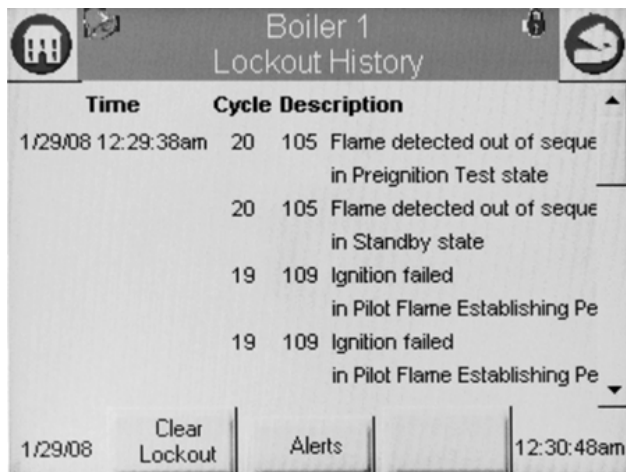 Boiler 1
Lockout History
Time Cycle Description
1/29/08 12:29:38am 20 105 Flame detected out of seque
in Preignition Test state
20 105 Flame detected out of seque
in Standby state
19 109 Ignition failed
in Pilot Flame Establishing Pe
19 109 Ignition failed
in Pilot Flame Establishing Pe
1/29/08 Clear Lockout Alerts 12:30:48am